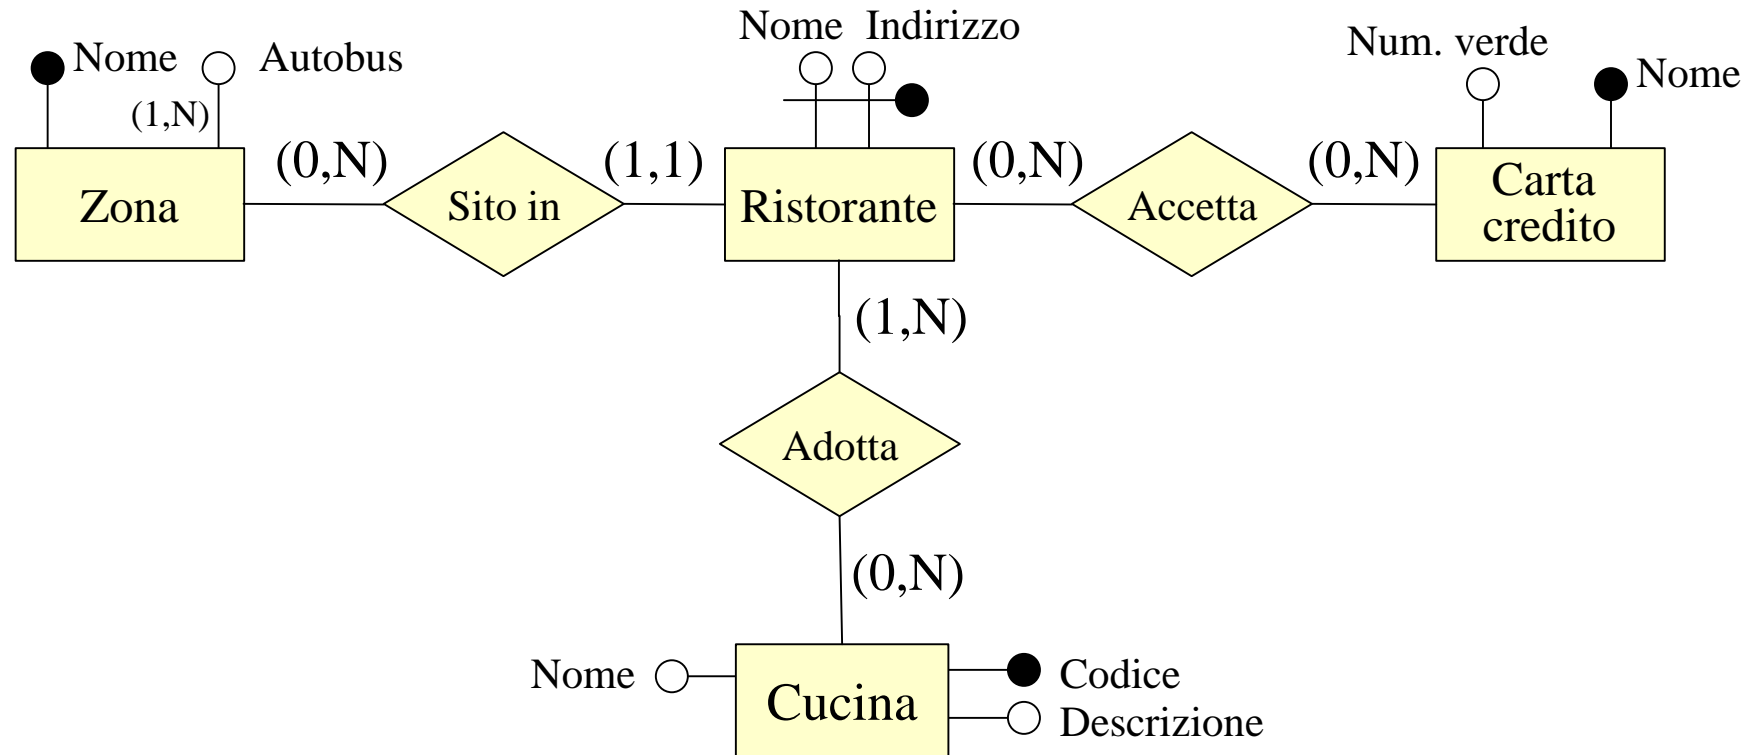 Nome Indirizzo
Num. verde
Nome Autobus
Nome
(1,N)
(0,N) (1,1) (0,N) (0,N)
Zona
Sito in
Ristorante
Accetta
Carta
credito
(1,N)
Adotta
(0,N)
Nome
Codice
Cucina
Descrizione